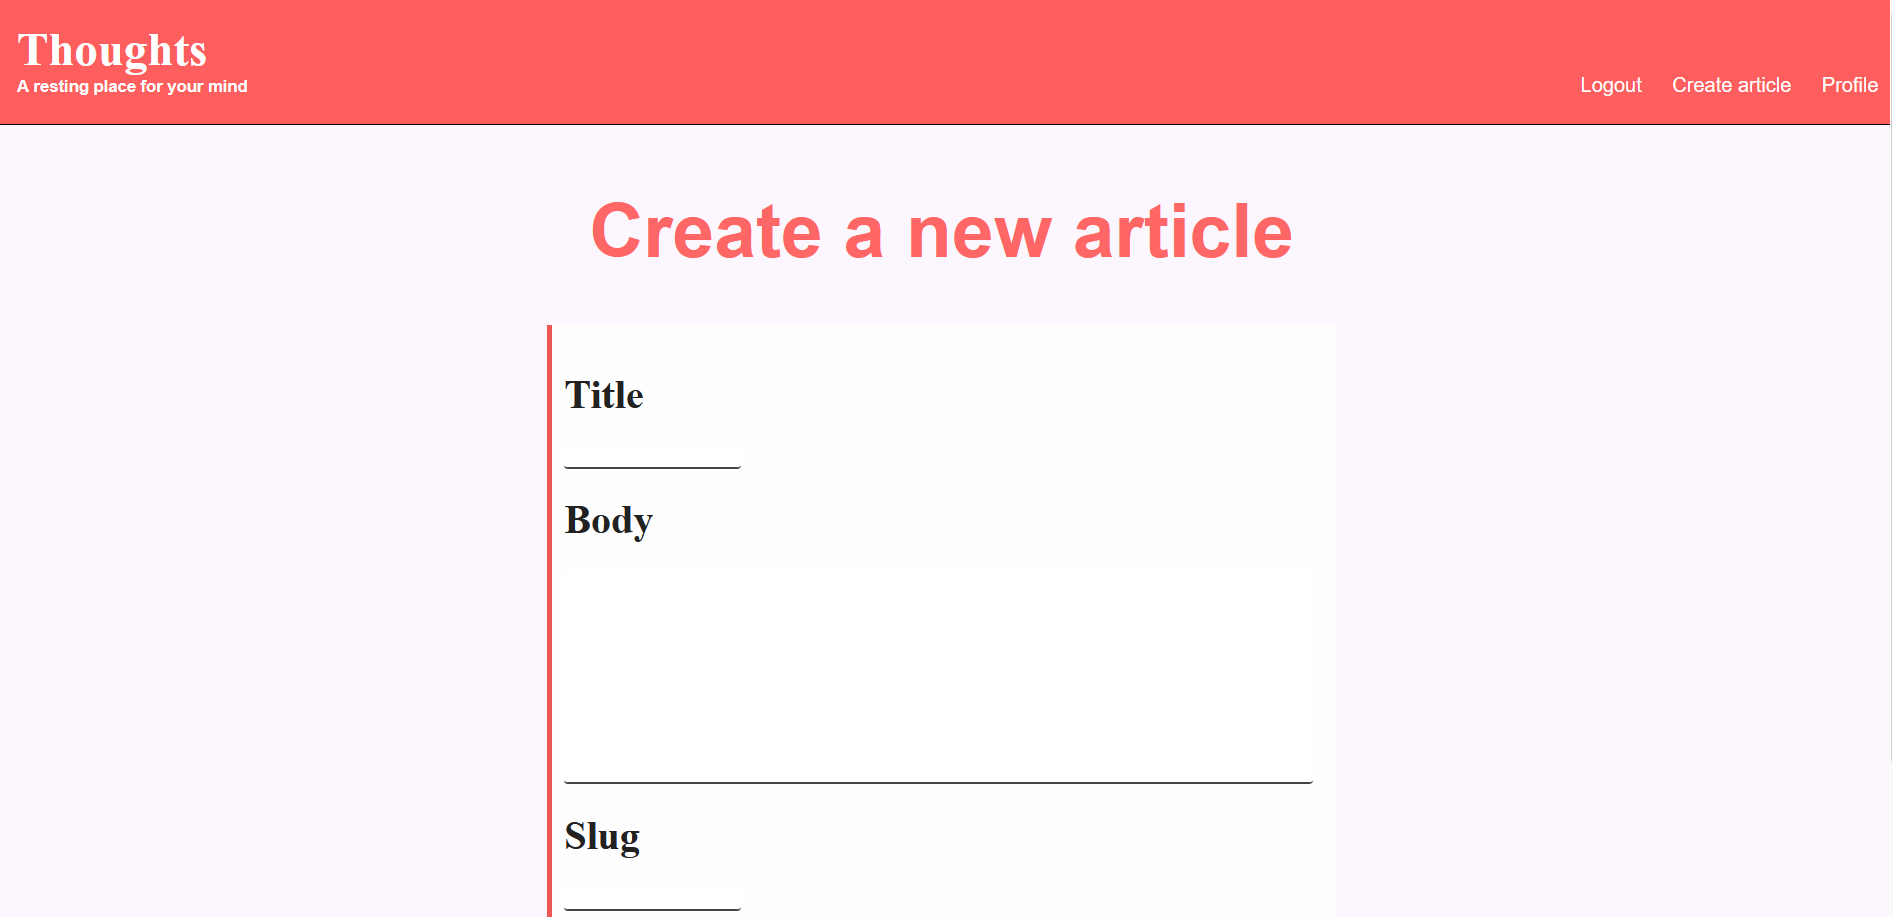 Thoughts
A resting place for your mind
Logout Create article Profile
Create a new article
Title
Body
Slug